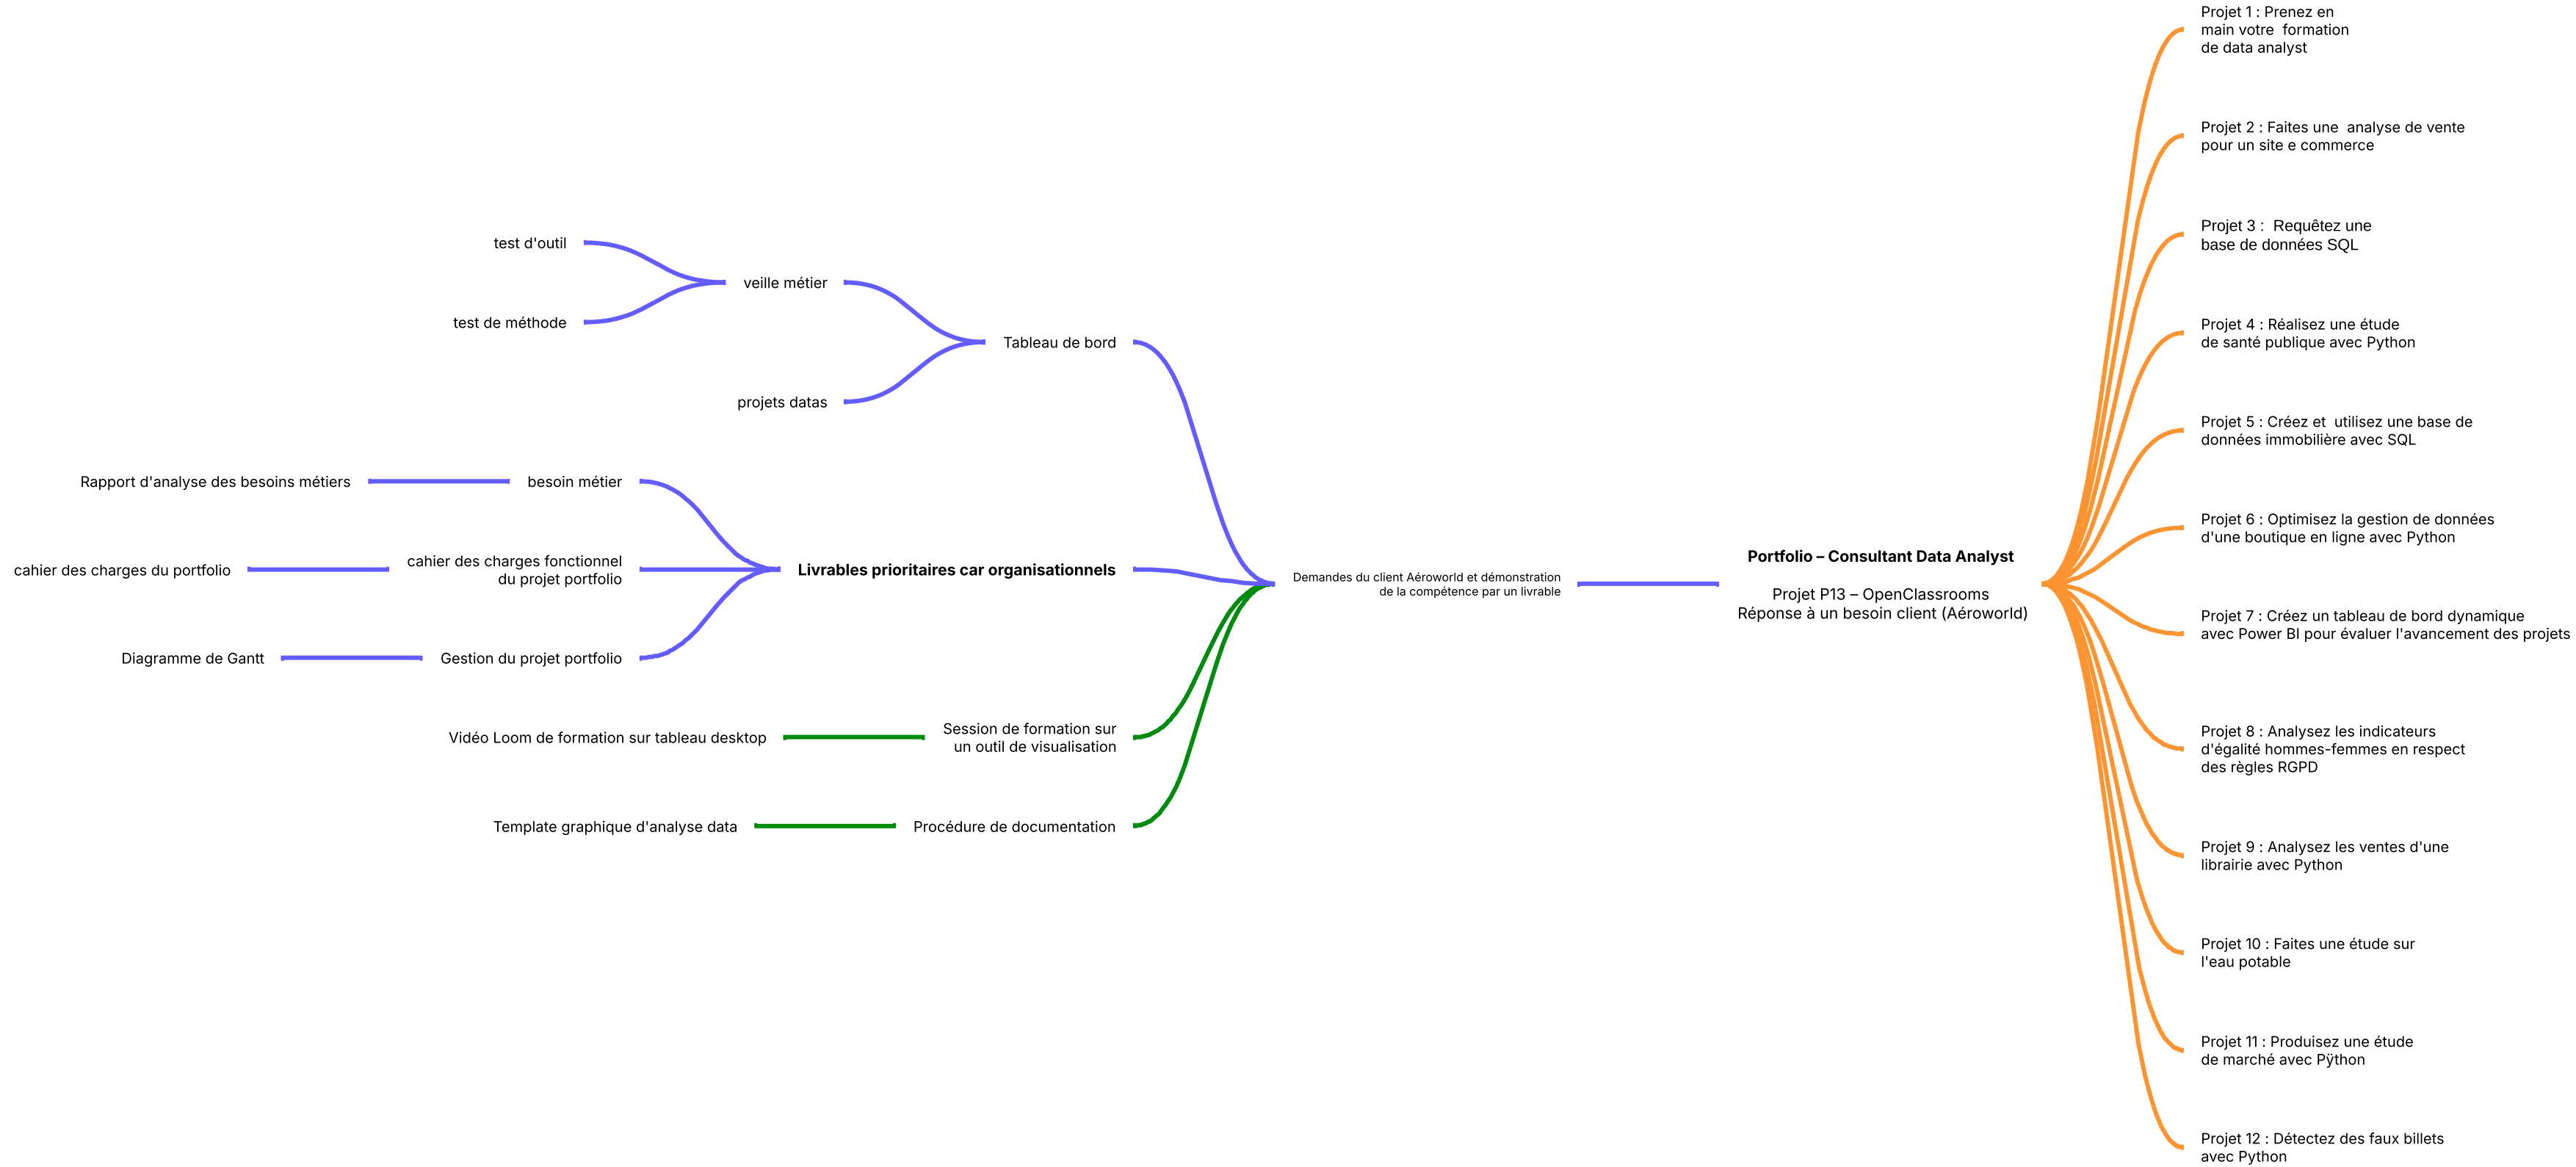 test d'outil
test de méthode
veille métier
projets datas
Tableau de bord
Rapport d'analyse des besoins métiers
besoin métier
cahier des charges du portfolio
cahier des charges fonctionnel
du projet portfolio
Diagramme de Gantt
Gestion du projet portfolio
Livrables prioritaires car organisationnels
Vidéo Loom de formation sur tableau desktop
Session de formation sur
un outil de visualisation
Template graphique d'analyse data
Procédure de documentation
Demandes du client Aéroworld et démonstration
de la compétence par un livrable
Portfolio – Consultant Data Analyst
Projet P13 – OpenClassrooms
Réponse à un besoin client (Aéroworld)
Projet 1 : Prenez en
main votre  formation
de data analyst
Projet 2 : Faites une  analyse de vente
pour un site e commerce
Projet 3 :  Requêtez une
base de données SQL
Projet 4 : Réalisez une étude
de santé publique avec Python
Projet 5 : Créez et  utilisez une base de
données immobilière avec SQL
Projet 6 : Optimisez la gestion de données
d'une boutique en ligne avec Python
Projet 7 : Créez un tableau de bord dynamique
avec Power BI pour évaluer l'avancement des projets
Projet 8 : Analysez les indicateurs
d'égalité hommes-femmes en respect
des règles RGPD
Projet 9 : Analysez les ventes d'une
librairie avec Python
Projet 10 : Faites une étude sur
l'eau potable
Projet 11 : Produisez une étude
de marché avec Pÿthon
Projet 12 : Détectez des faux billets
avec Python